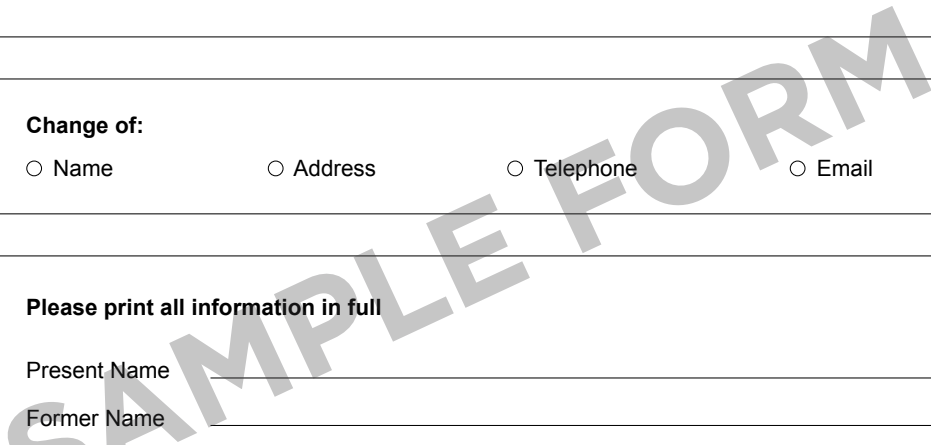 Change of:
Name Address Telephone Email
Please print all information in full
Present Name
Former Name
SAMPLE FORM